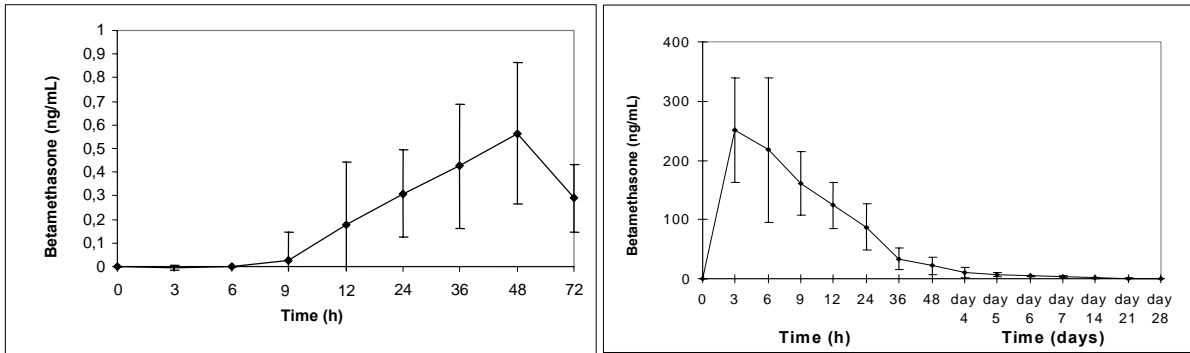 Betamethasone (ng/mL)
1
0,9
0,8
0,7
0,6
0,5
0,4
0,3
0,2
0,1
0
0 3 6 9 12 24 36 48 72
Time (h)
Betamethasone (ng/mL)
400
300
200
100
0
0 3 6 9 12 24 36 48 day day day day day day day
4 5 6 7 14 21 28
Time (h) Time (days)